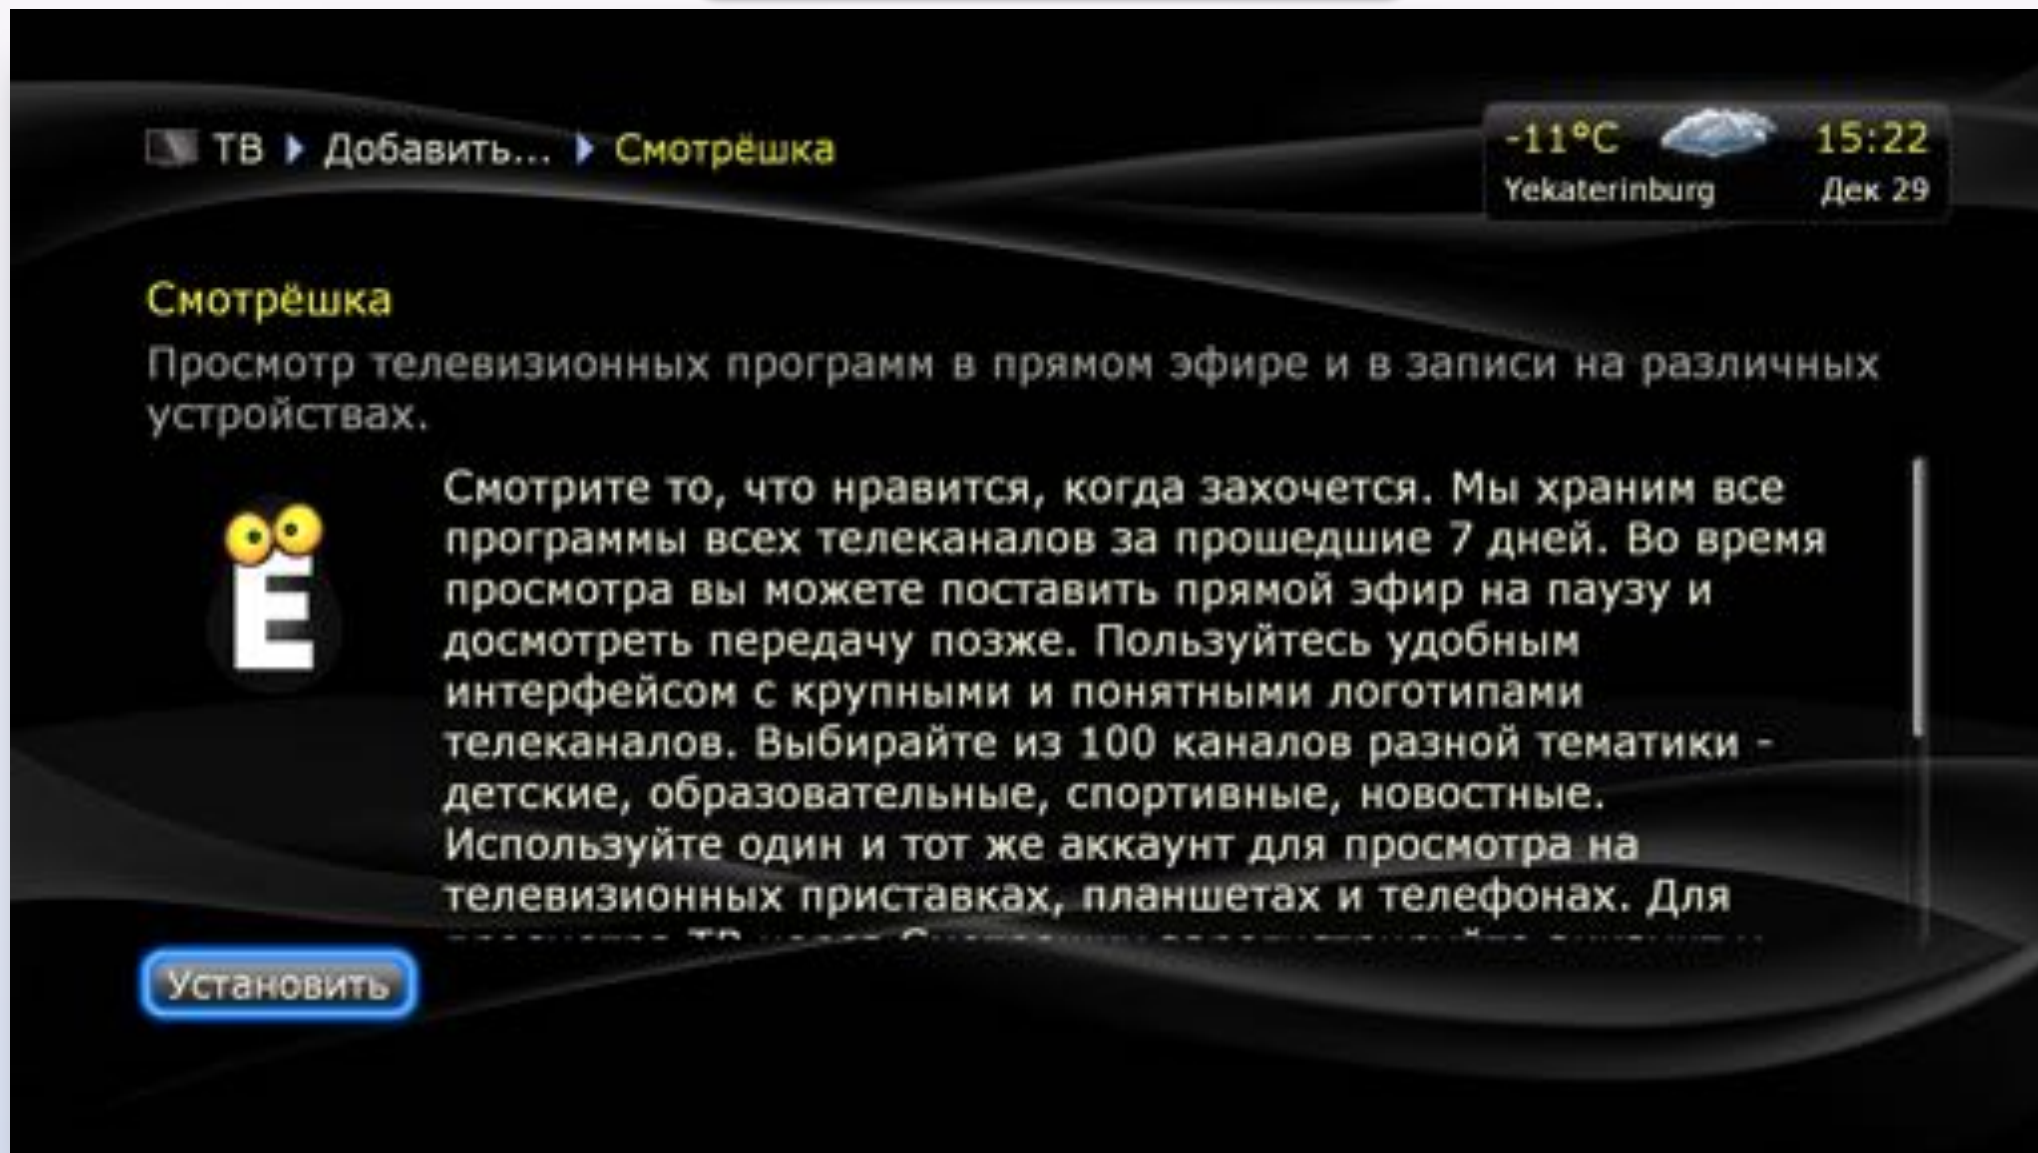 ТВ Добавить... Смотрёшка
-11°C 15:22
Yekaterinburg Дек 29
Смотрёшка
Просмотр телевизионных программ в прямом эфире и в записи на различных
устройствах.
Ё
Смотрите то, что нравится, когда захочется. Мы храним все
программы всех телеканалов за прошедшие 7 дней. Во время
просмотра вы можете поставить прямой эфир на паузу и
досмотреть передачу позже. Пользуйтесь удобным
интерфейсом с крупными и понятными логотипами
телеканалов. Выбирайте из 100 каналов разной тематики -
детские, образовательные, спортивные, новостные.
Используйте один и тот же аккаунт для просмотра на
телевизионных приставках, планшетах и телефонах. Для
Установить